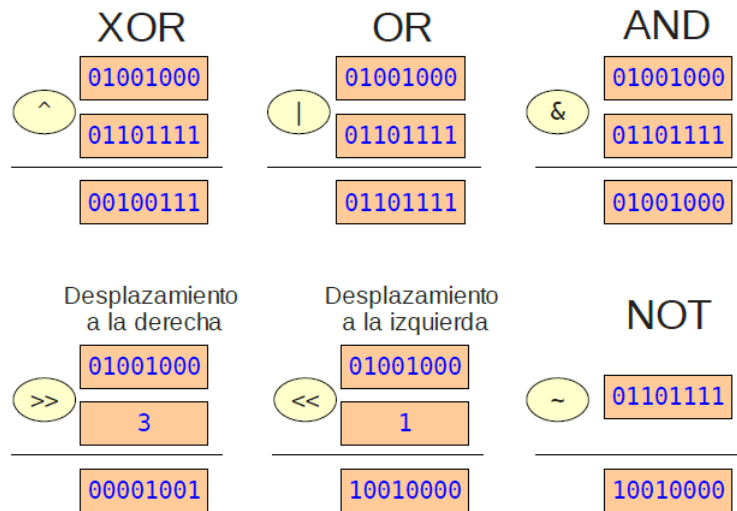 XOR
OR
AND
01001000
01001000
01001000
^
|
&
01101111
01101111
01101111
00100111
01101111
01001000
Desplazamiento
a la derecha
Desplazamiento
a la izquierda
NOT
01001000
01001000
01101111
>>
<<
~
3
1
00001001
10010000
10010000